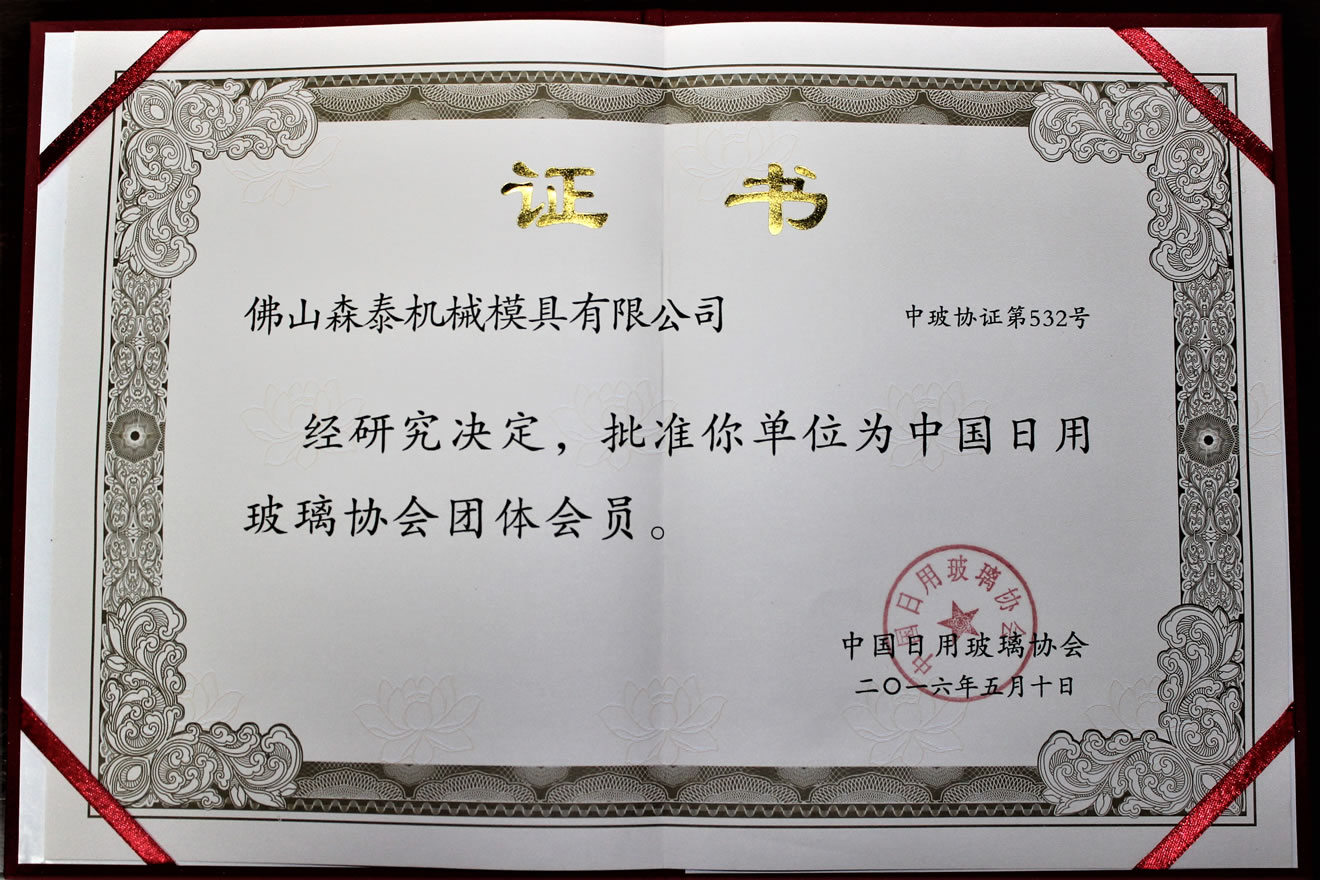 证书
佛山森泰机械模具有限公司 中玻协证第532号
经研究决定，批准你单位为中国日用
玻璃协会团体会员。
中国日用玻璃协会
中国日用玻璃协会
二〇一六年五月十日